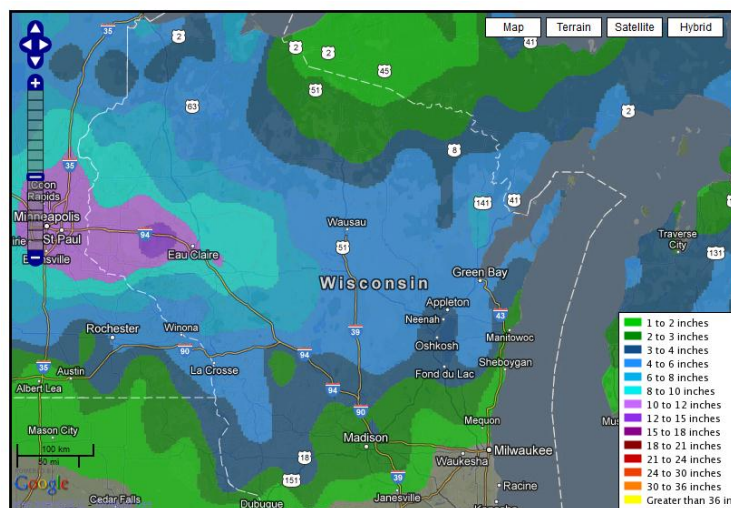 Map Terrain Satellite Hybrid
35
2
2
2
41
45
51
63
2
8
35
Coon
Rapids
141
41
Minneapolis
St Paul
94
Wausau
51
Traverse
City
131
Eau Claire
Wisconsin
Green Bay
Appleton
Neenah
43
Manitowoc
Rochester
Winona
90
39
Oshkosh
94
Sheboygan
35
Austin
La Crosse
Fond du Lac
Albert Lea
94
90
Mason City
Mequon
100 km
50 mi
Madison
Milwaukee
Waukesha
18
151
39
Racine
Google
Cedar Falls
Dubuque
Janesville
1 to 2 inches
2 to 3 inches
3 to 4 inches
4 to 6 inches
6 to 8 inches
8 to 10 inches
10 to 12 inches
12 to 15 inches
15 to 18 inches
18 to 21 inches
21 to 24 inches
24 to 30 inches
30 to 36 inches
Greater than 36 in